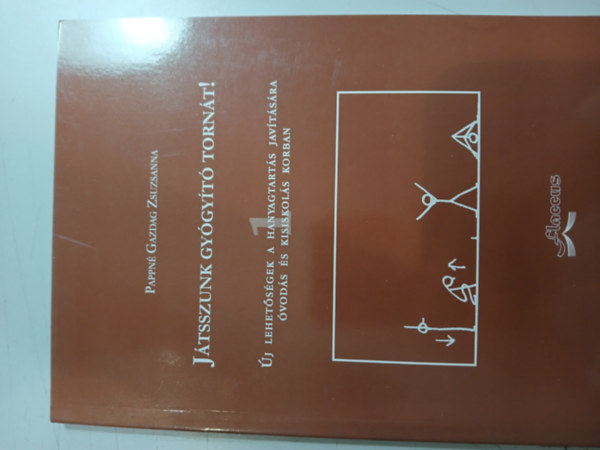 PAPPNÉ GAZDAG ZSUZSANNA
JÁTSSZUNK GYÓGYÍTÓ TORNÁT!
1
ÚJ LEHETŐSÉGEK A HANYAGTARTÁS JAVÍTÁSÁRA
ÓVODÁS ÉS KISISKOLÁS KORBAN
Flaccus